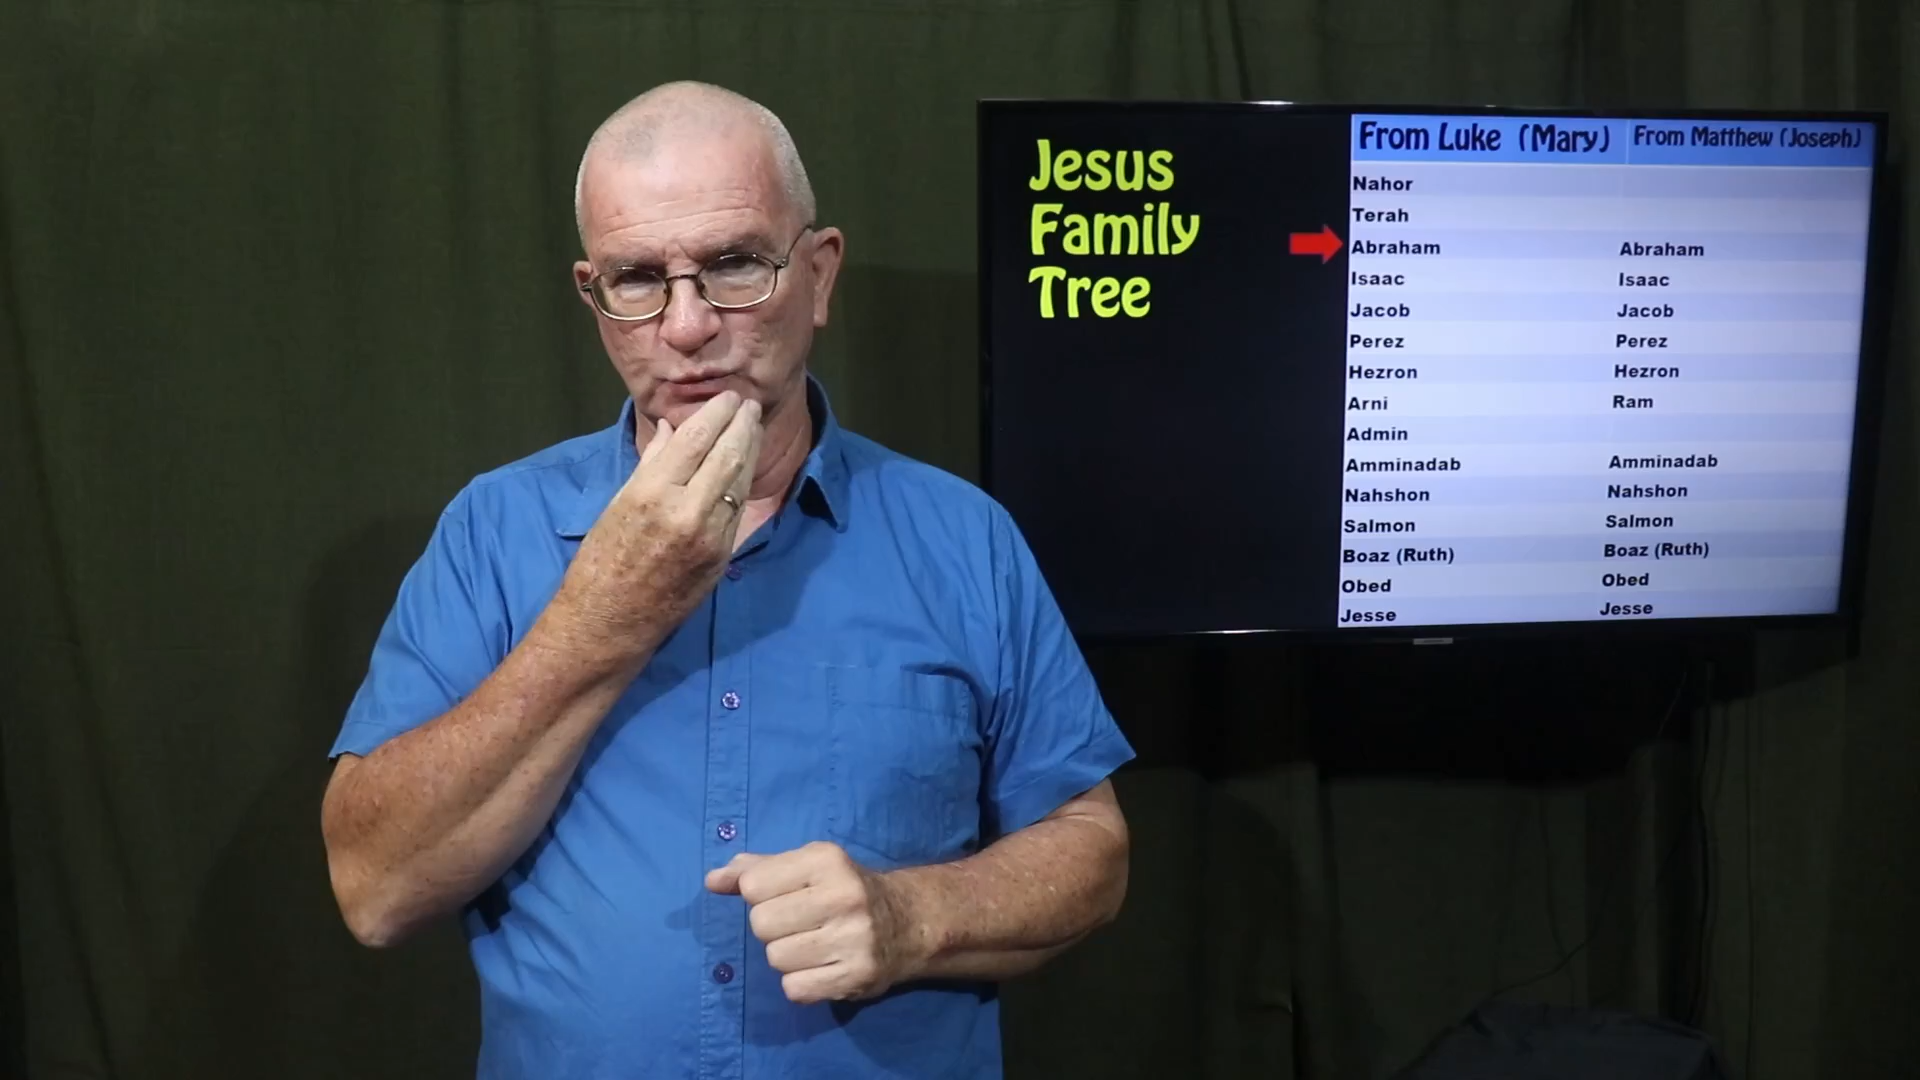 Jesus
Family
Tree
From Luke (Mary) From Matthew (Joseph)
Nahor
Terah
Abraham Abraham
Isaac Isaac
Jacob Jacob
Perez Perez
Hezron Hezron
Arni Ram
Admin
Amminadab Amminadab
Nahshon Nahshon
Salmon Salmon
Boaz (Ruth) Boaz (Ruth)
Obed Obed
Jesse Jesse